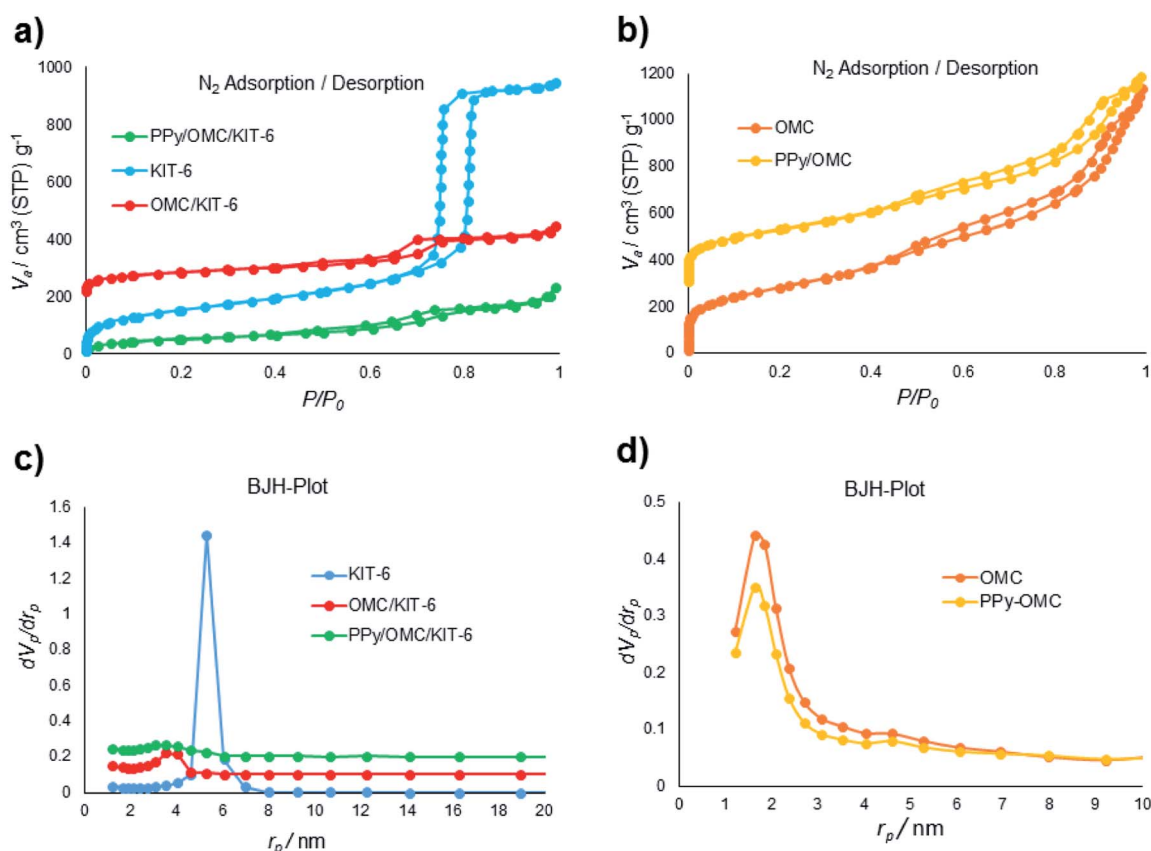 a)
N₂ Adsorption / Desorption
Vₐ / cm³ (STP) g⁻¹
1000
800
600
400
200
0
PPy/OMC/KIT-6
KIT-6
OMC/KIT-6
0 0.2 0.4 0.6 0.8 1
P/P₀
b)
N₂ Adsorption / Desorption
Vₐ / cm³ (STP) g⁻¹
1200
1000
800
600
400
200
0
OMC
PPy/OMC
0 0.2 0.4 0.6 0.8 1
P/P₀
c)
BJH-Plot
dVₚ/drₚ
1.6
1.4
1.2
1
0.8
0.6
0.4
0.2
0
KIT-6
OMC/KIT-6
PPy/OMC/KIT-6
0 2 4 6 8 10 12 14 16 18 20
rₚ / nm
d)
BJH-Plot
dVₚ/drₚ
0.5
0.4
0.3
0.2
0.1
0
OMC
PPy-OMC
0 1 2 3 4 5 6 7 8 9 10
rₚ / nm